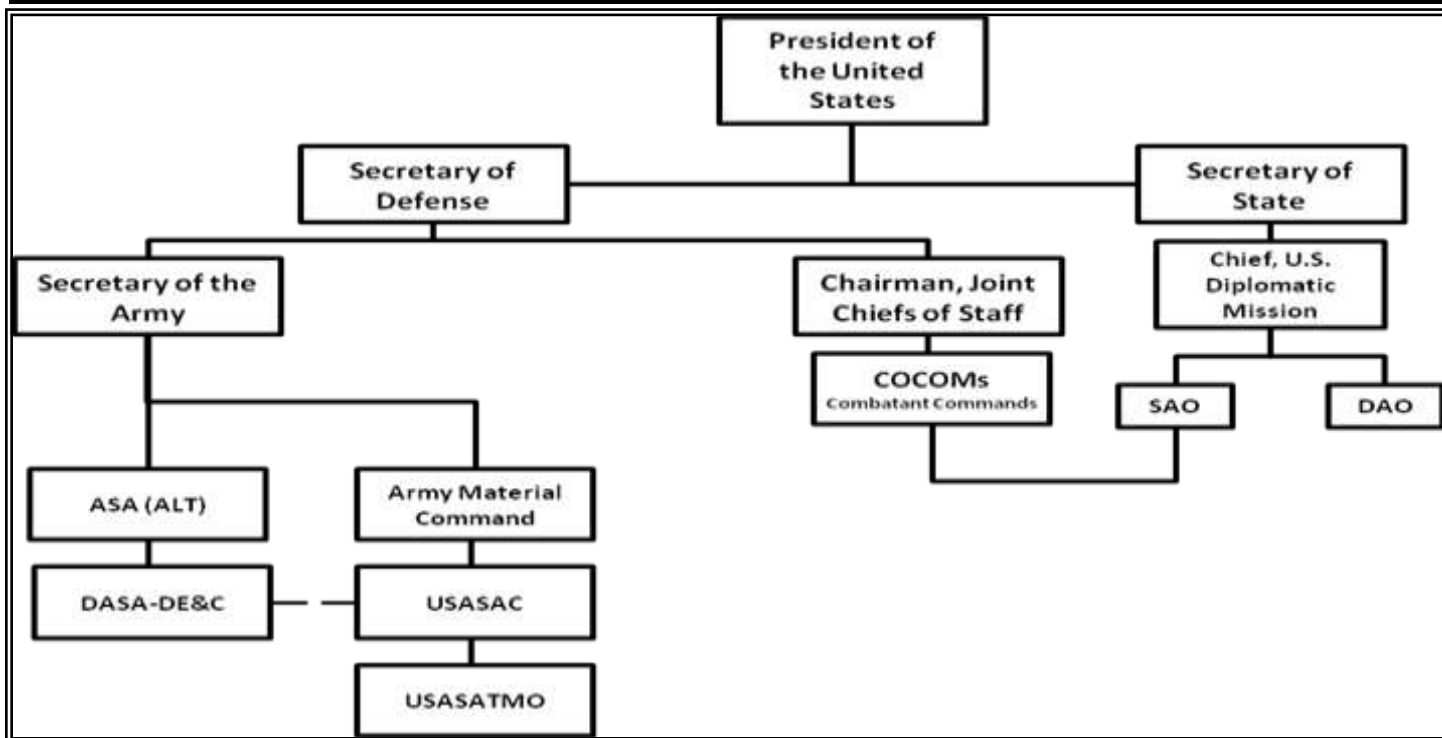 President of
the United
States
Secretary of
Defense
Secretary of
State
Secretary of the
Army
Chairman, Joint
Chiefs of Staff
Chief, U.S.
Diplomatic
Mission
COCOMs
Combatant Commands
SAO
DAO
ASA (ALT)
Army Material
Command
DASA-DE&C
USASAC
USASATMO